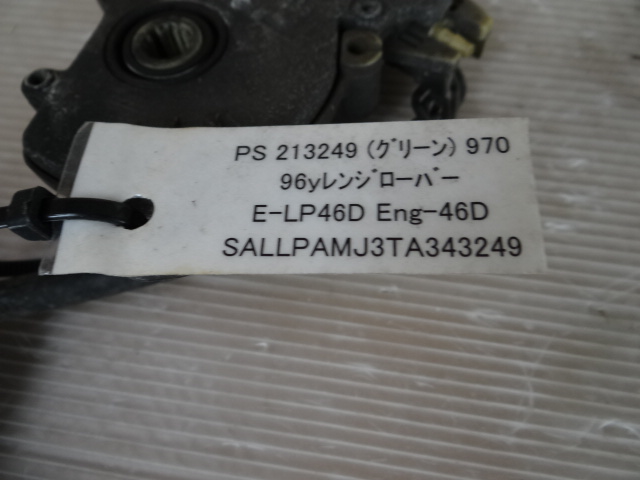 PS 213249 (ｸﾞﾘｰﾝ) 970
96yﾚﾝｼﾞﾛｰﾊﾞｰ
E-LP46D Eng-46D
SALLPAMJ3TA343249